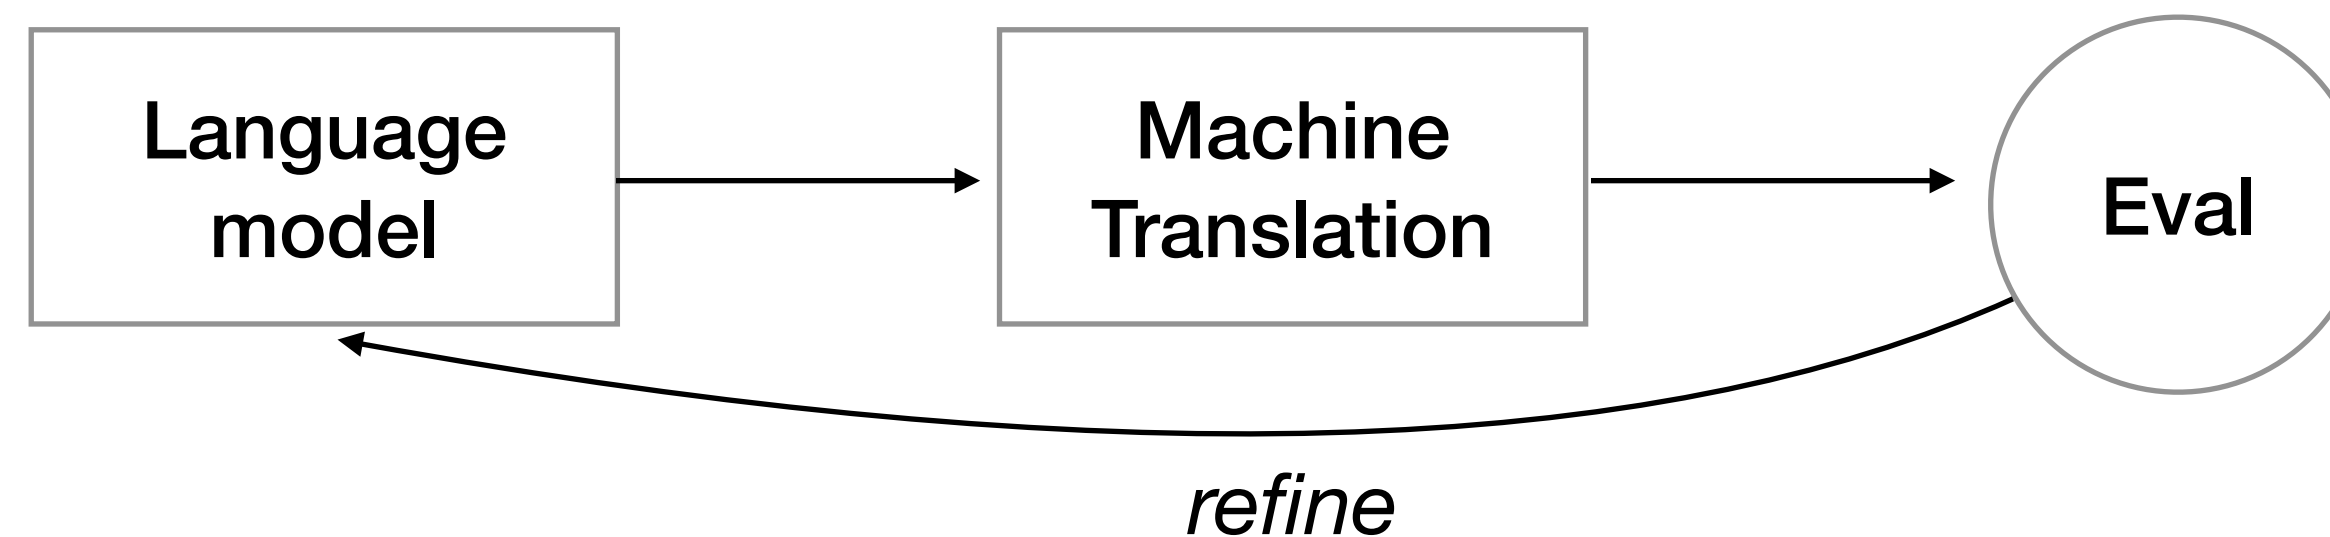 Language
model
Machine
Translation
Eval
refine